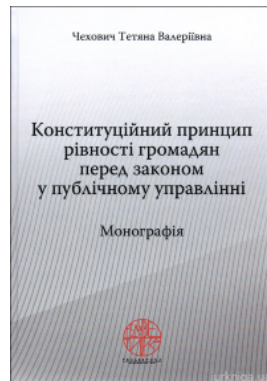 Чехович Тетяна Валеріївна
Конституційний принцип
рівності громадян
перед законом
у публічному управлінні
Монографія